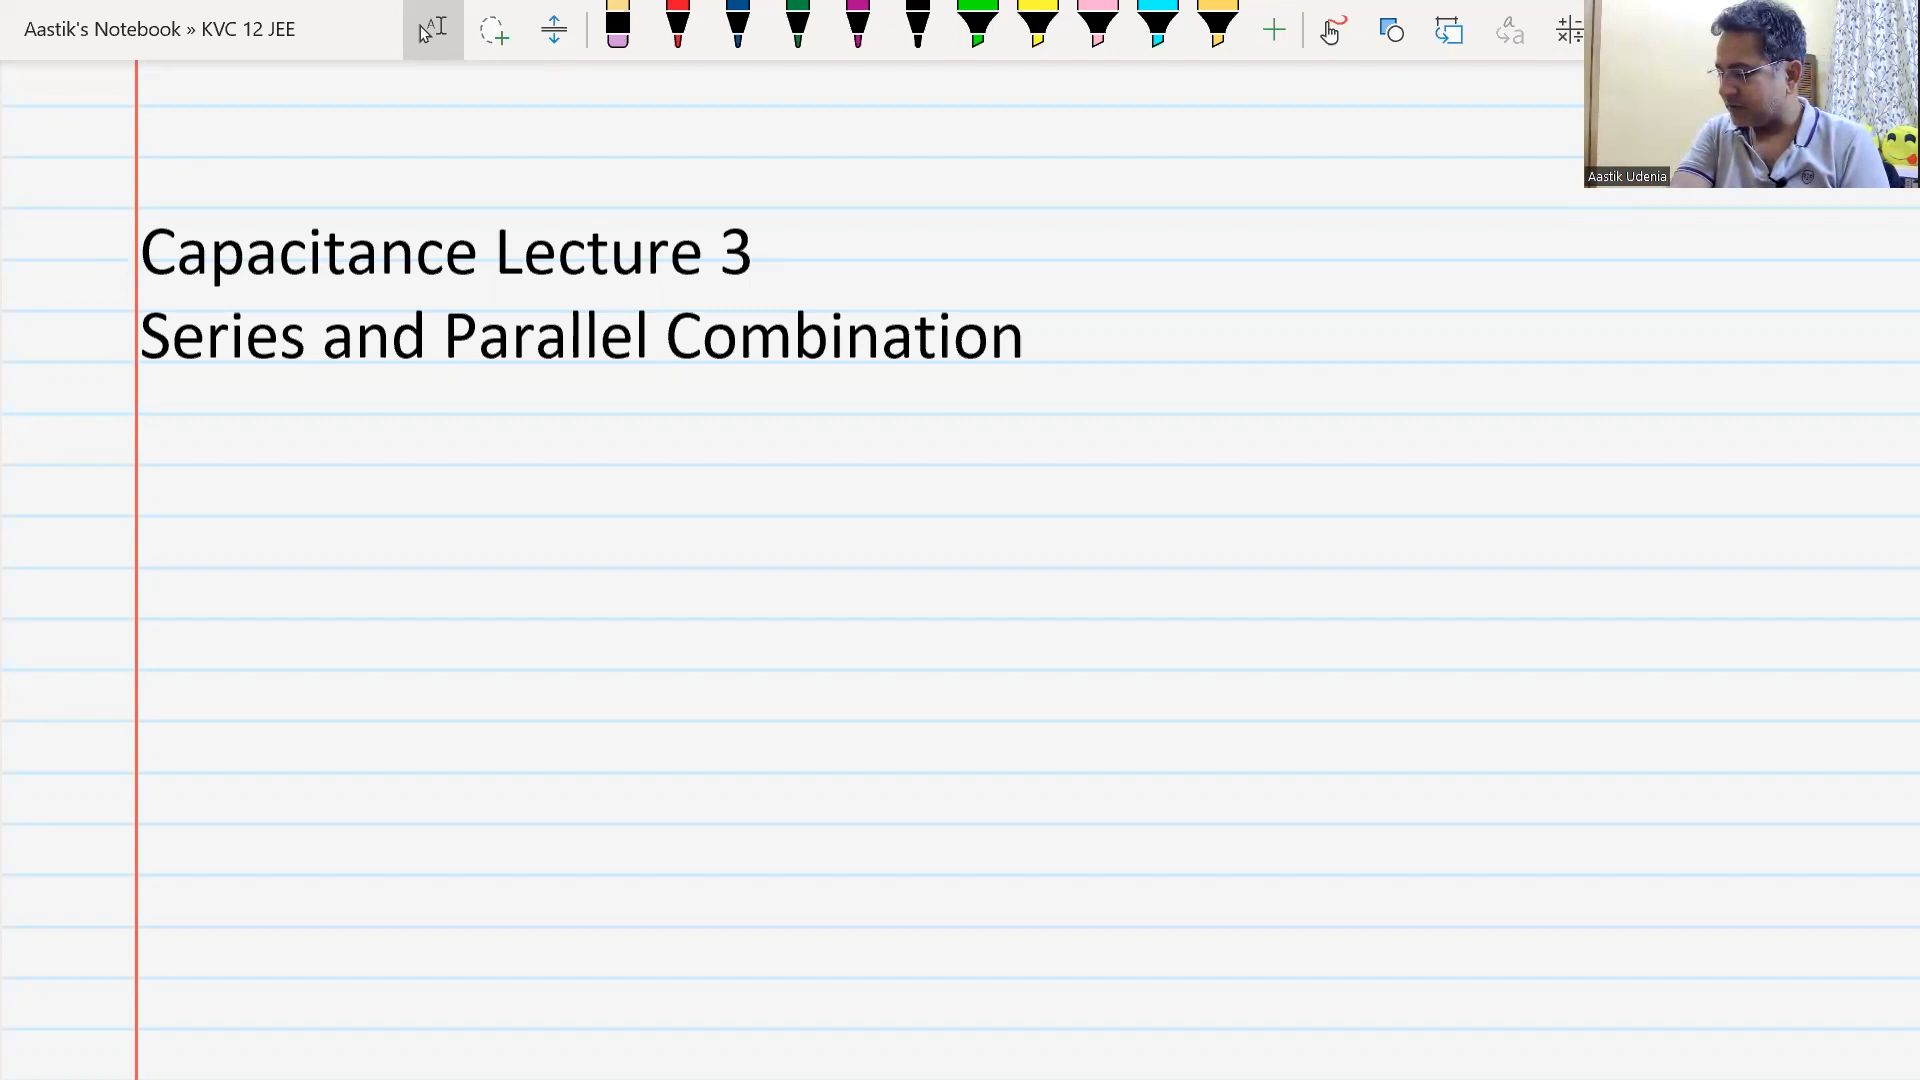 Aastik's Notebook » KVC 12 JEE
Aastik Udenia
Capacitance Lecture 3
Series and Parallel Combination